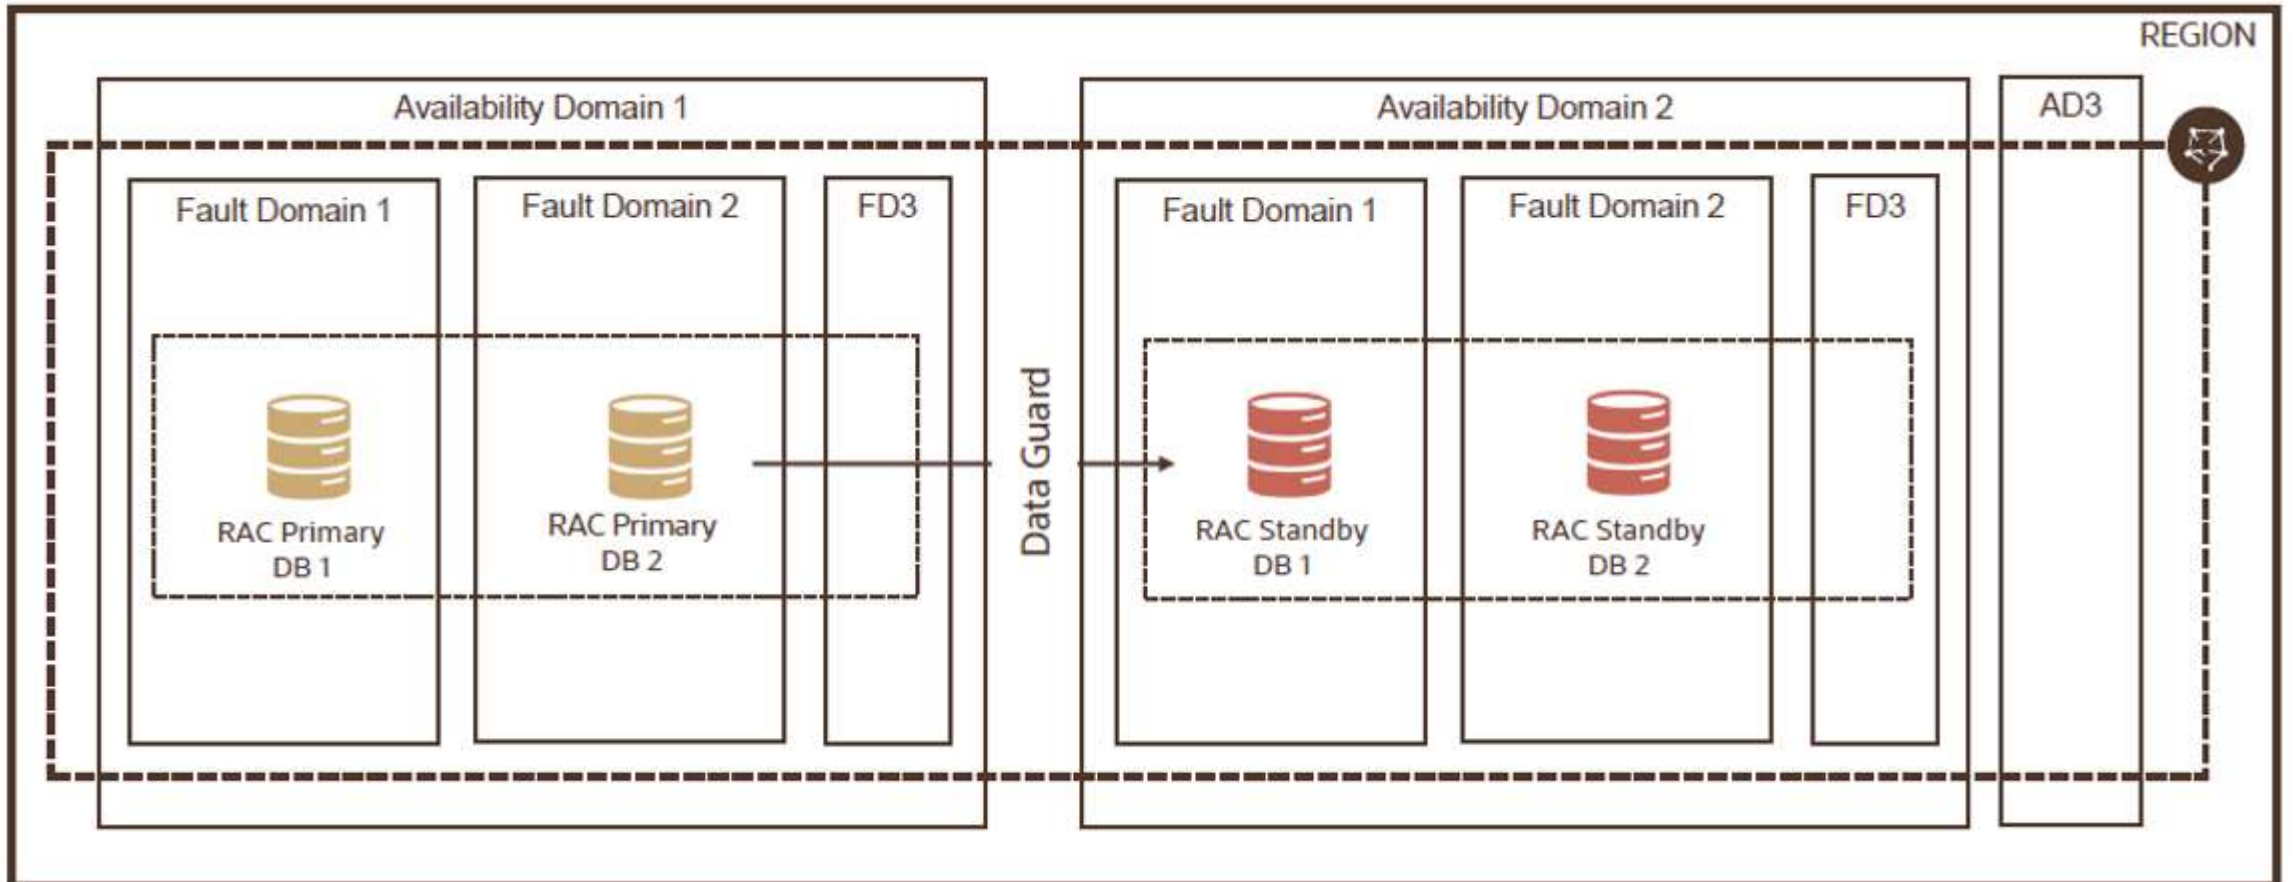 REGION
Availability Domain 1
Availability Domain 2
AD3
Fault Domain 1
Fault Domain 2
FD3
Fault Domain 1
Fault Domain 2
FD3
RAC Primary
DB 1
RAC Primary
DB 2
Data Guard
RAC Standby
DB 1
RAC Standby
DB 2